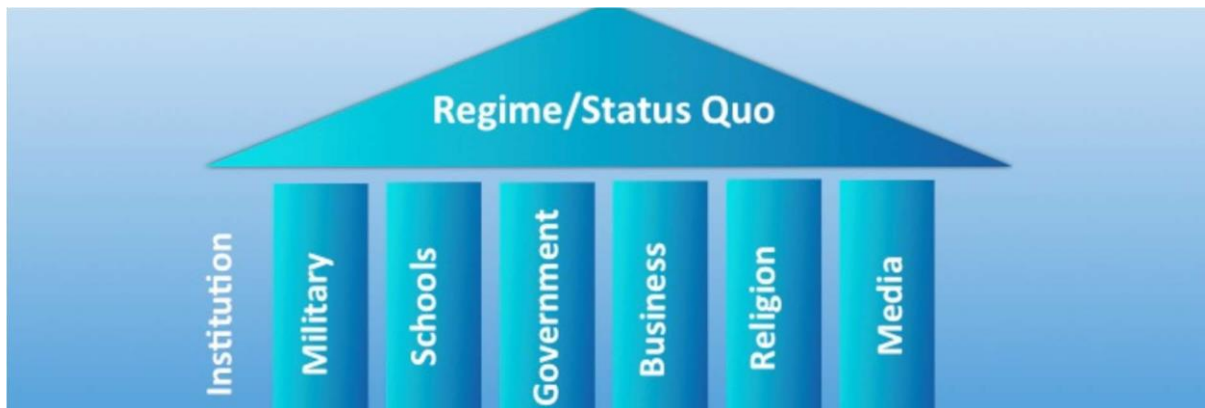 Regime/Status Quo
Institution
Military
Schools
Government
Business
Religion
Media